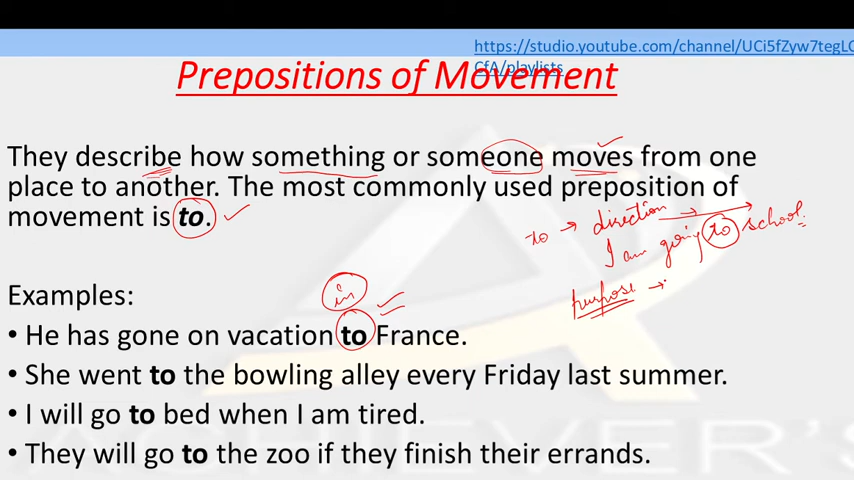 https://studio.youtube.com/channel/UCi5fZyw7tegLC
CfA/playlists
Prepositions of Movement
They describe how something or someone moves from one
place to another. The most commonly used preposition of
movement is to.
to → direction →
I am going to school.
purpose →
Examples:
in
• He has gone on vacation to France.
• She went to the bowling alley every Friday last summer.
• I will go to bed when I am tired.
• They will go to the zoo if they finish their errands.
ACHIEVER'S